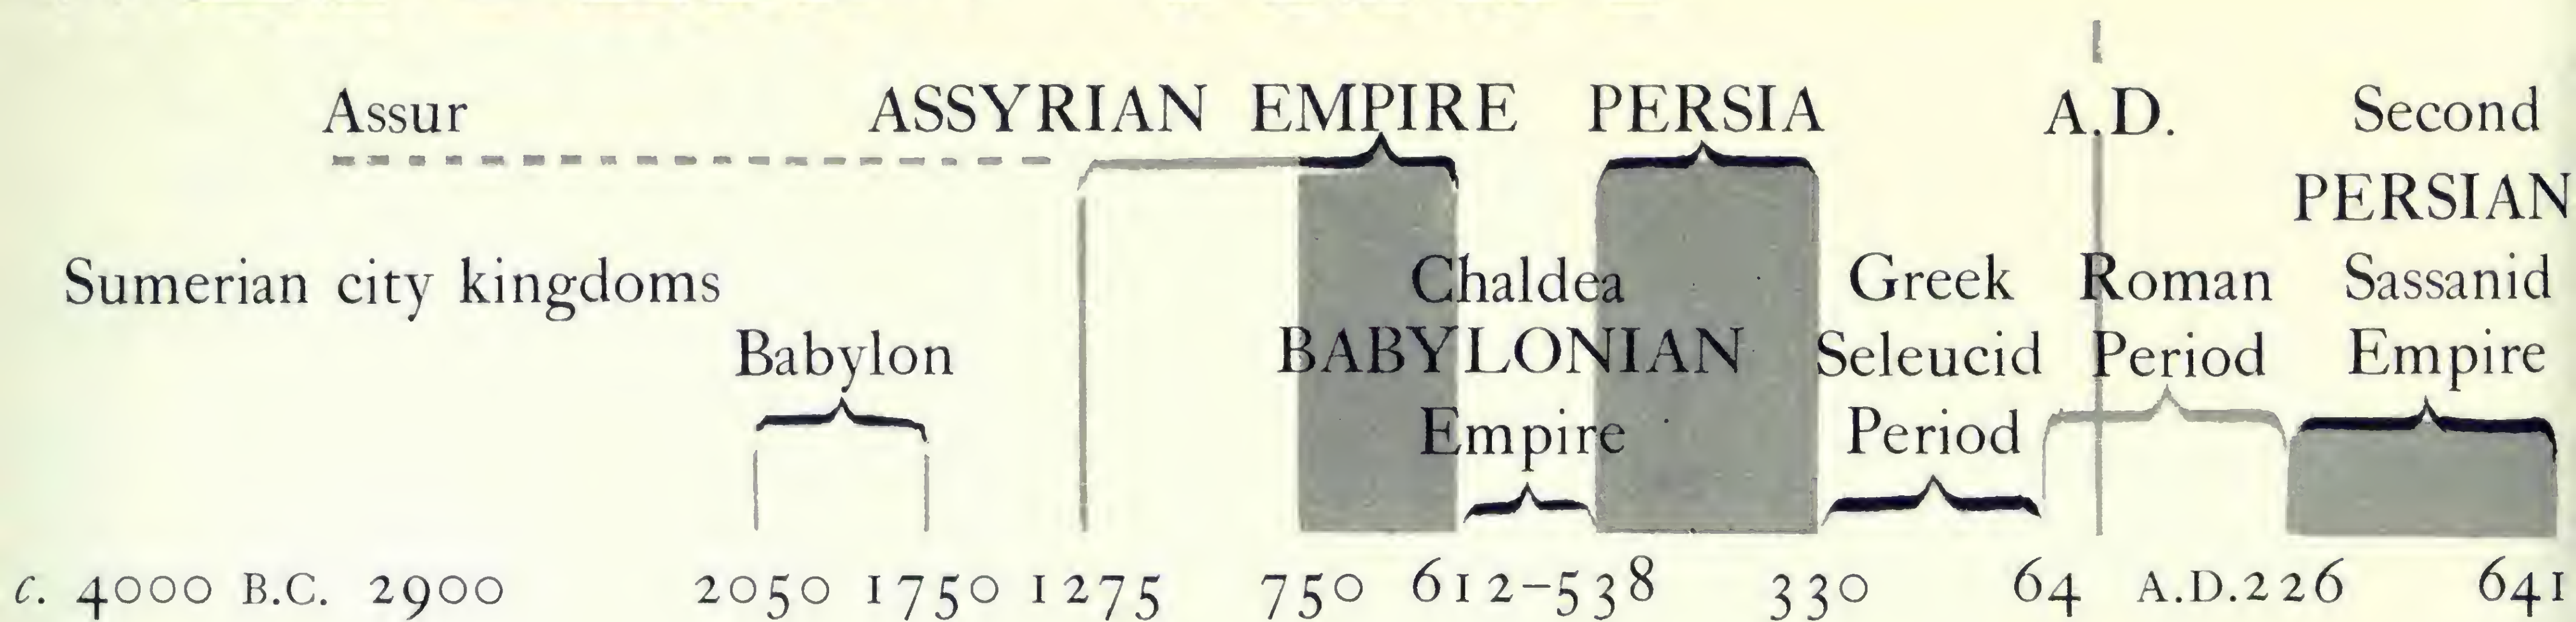 Assur ASSYRIAN EMPIRE PERSIA A.D. Second
PERSIAN
Sumerian city kingdoms Chaldea Greek Roman Sassanid
Babylon BABYLONIAN Seleucid Period Empire
Empire Period
c. 4000 B.C. 2900 2050 1750 1275 750 612–538 330 64 A.D.226 641